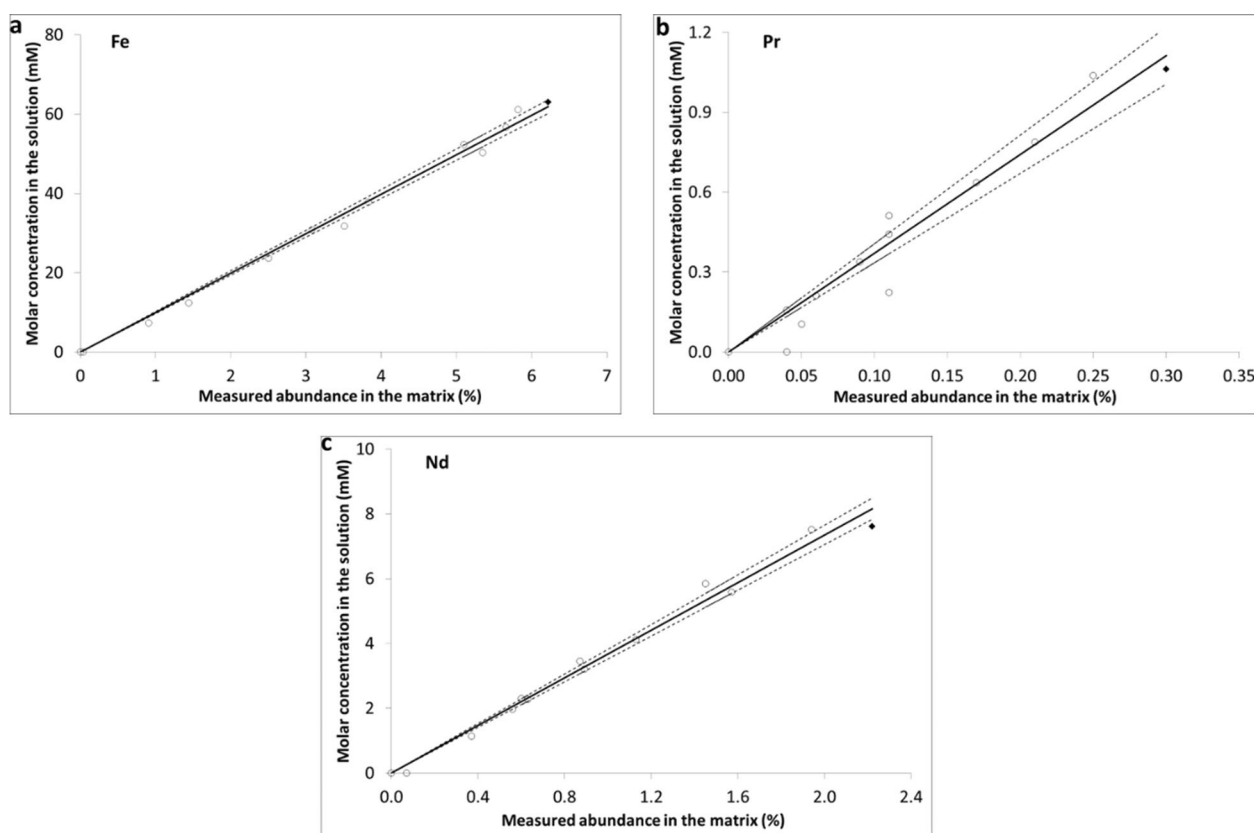 a
Fe
Molar concentration in the solution (mM)
80
60
40
20
0
0 1 2 3 4 5 6 7
Measured abundance in the matrix (%)
b
Pr
Molar concentration in the solution (mM)
1.2
0.9
0.6
0.3
0.0
0.00 0.05 0.10 0.15 0.20 0.25 0.30 0.35
Measured abundance in the matrix (%)
c
Nd
Molar concentration in the solution (mM)
10
8
6
4
2
0
0.0 0.4 0.8 1.2 1.6 2.0 2.4
Measured abundance in the matrix (%)